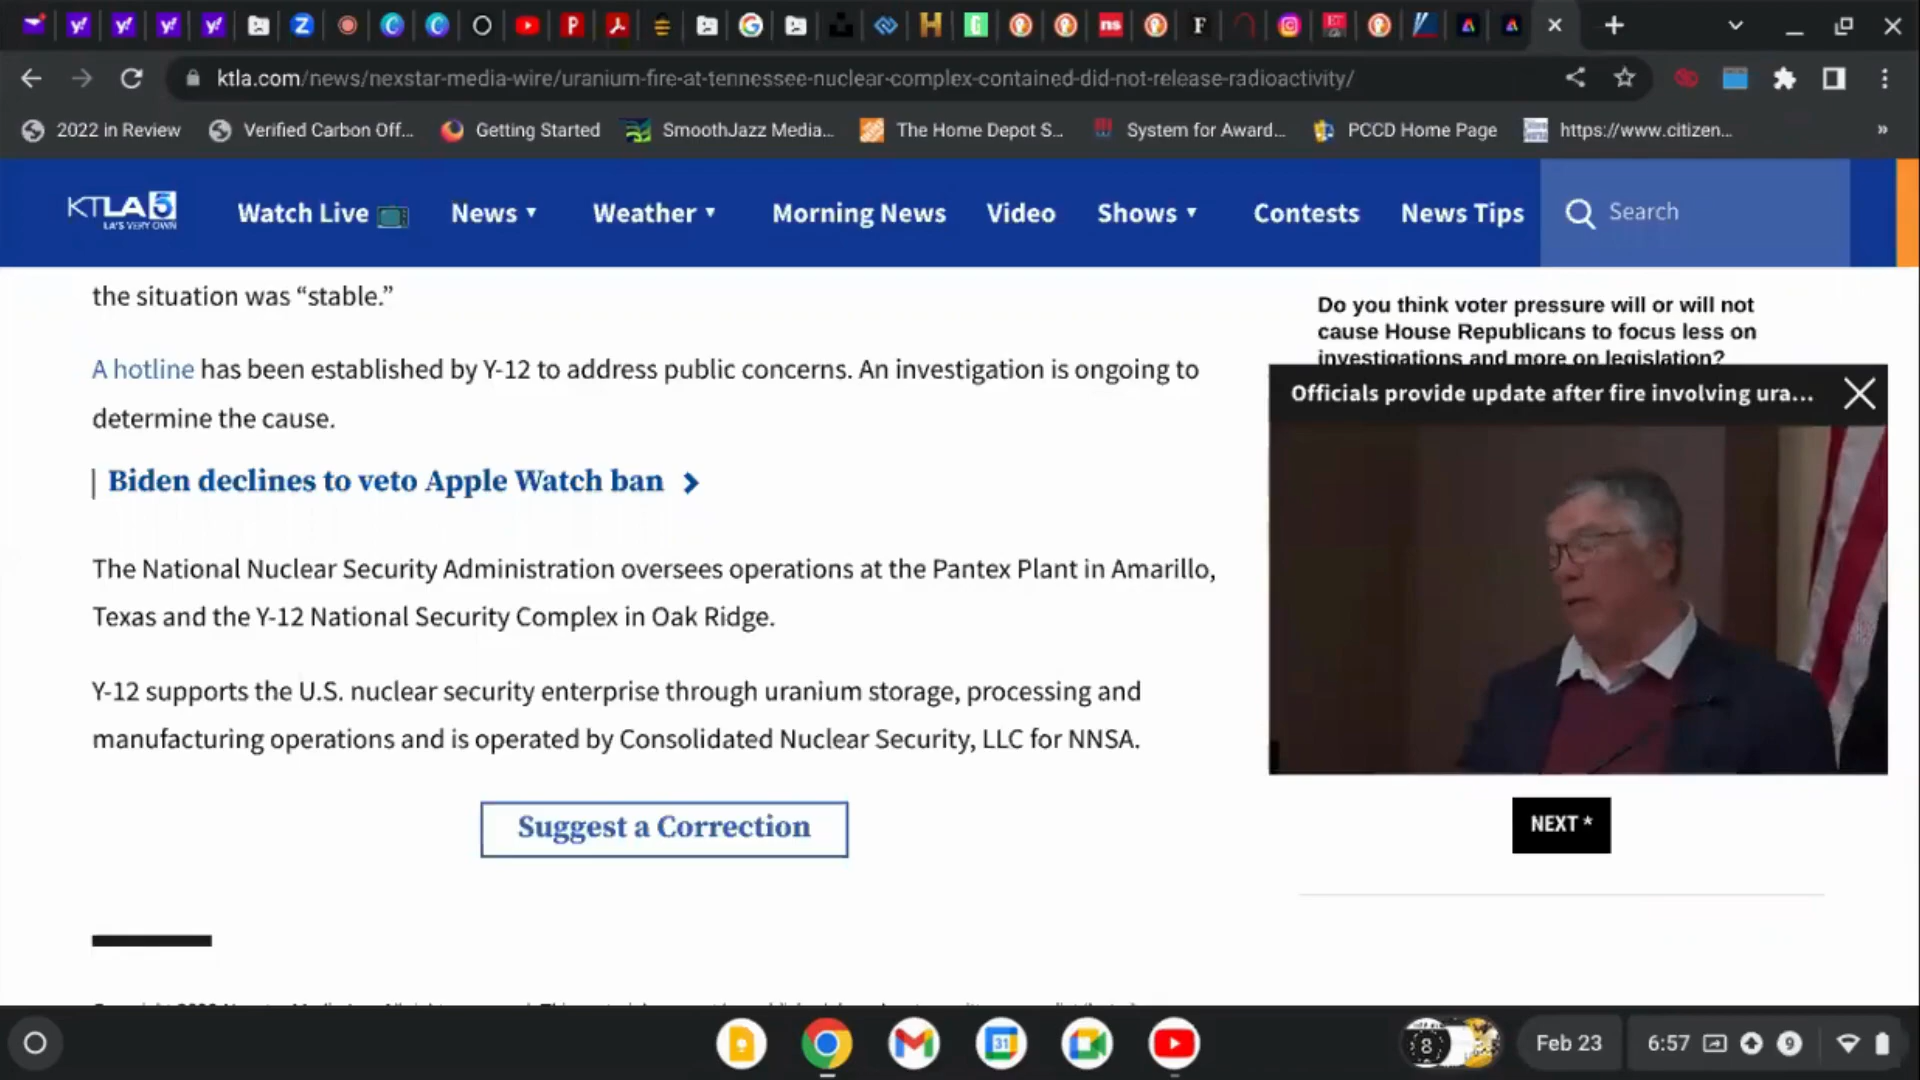 ktla.com/news/nexstar-media-wire/uranium-fire-at-tennessee-nuclear-complex-contained-did-not-release-radioactivity/
2022 in Review Verified Carbon Off... Getting Started SmoothJazz Media... The Home Depot S... System for Award... PCCD Home Page https://www.citizen... »
KTLA 5
LA'S VERY OWN
Watch Live News Weather Morning News Video Shows Contests News Tips Search
the situation was “stable.”
A hotline has been established by Y-12 to address public concerns. An investigation is ongoing to
determine the cause.
Biden declines to veto Apple Watch ban
The National Nuclear Security Administration oversees operations at the Pantex Plant in Amarillo,
Texas and the Y-12 National Security Complex in Oak Ridge.
Y-12 supports the U.S. nuclear security enterprise through uranium storage, processing and
manufacturing operations and is operated by Consolidated Nuclear Security, LLC for NNSA.
Suggest a Correction
Do you think voter pressure will or will not
cause House Republicans to focus less on
investigations and more on legislation?
Officials provide update after fire involving ura...
NEXT *
31
8
Feb 23
6:57
9